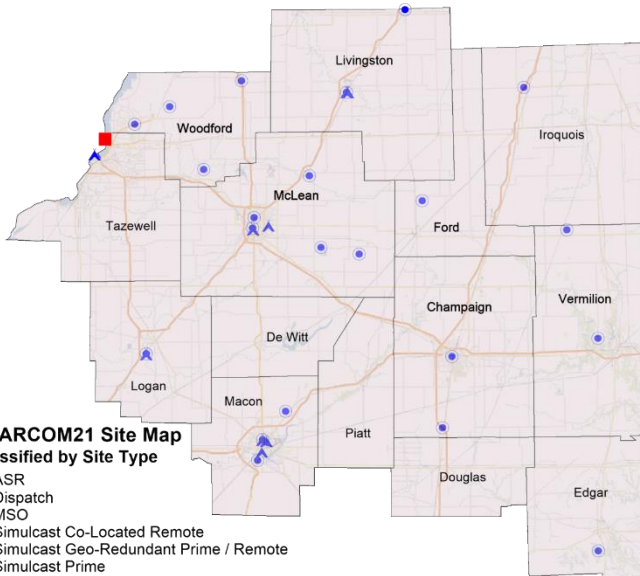 Livingston
Woodford
Iroquois
McLean
Tazewell
Ford
Vermilion
Champaign
De Witt
Logan
Macon
Piatt
Douglas
Edgar
ARCOM21 Site Map
ssified by Site Type
ASR
Dispatch
MSO
Simulcast Co-Located Remote
Simulcast Geo-Redundant Prime / Remote
Simulcast Prime